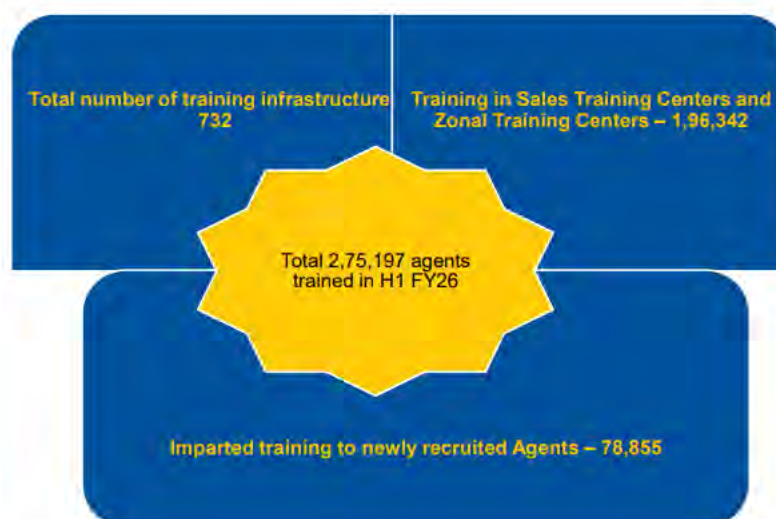 Total number of training infrastructure
732
Training in Sales Training Centers and
Zonal Training Centers – 1,96,342
Total 2,75,197 agents
trained in H1 FY26
Imparted training to newly recruited Agents – 78,855